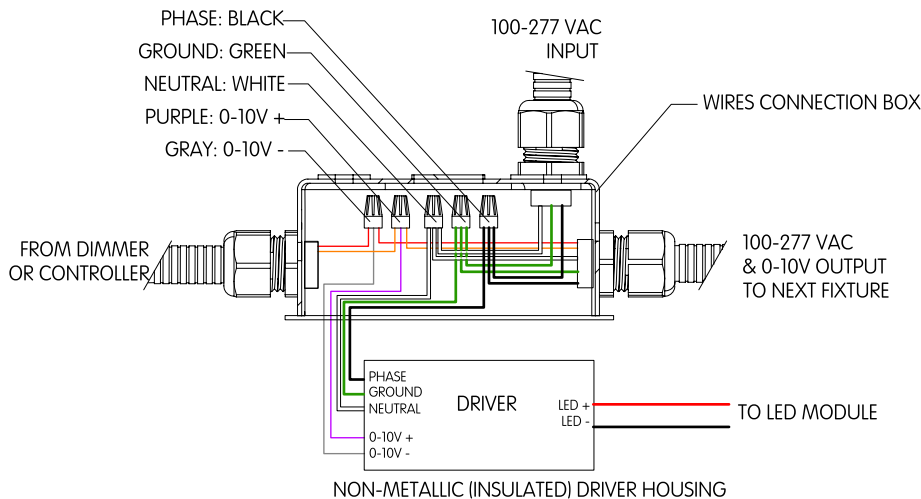 PHASE: BLACK
GROUND: GREEN
NEUTRAL: WHITE
PURPLE: 0-10V +
GRAY: 0-10V -
100-277 VAC
INPUT
WIRES CONNECTION BOX
FROM DIMMER
OR CONTROLLER
100-277 VAC
& 0-10V OUTPUT
TO NEXT FIXTURE
PHASE
GROUND
NEUTRAL
0-10V +
0-10V -
DRIVER
LED +
LED -
TO LED MODULE
NON-METALLIC (INSULATED) DRIVER HOUSING